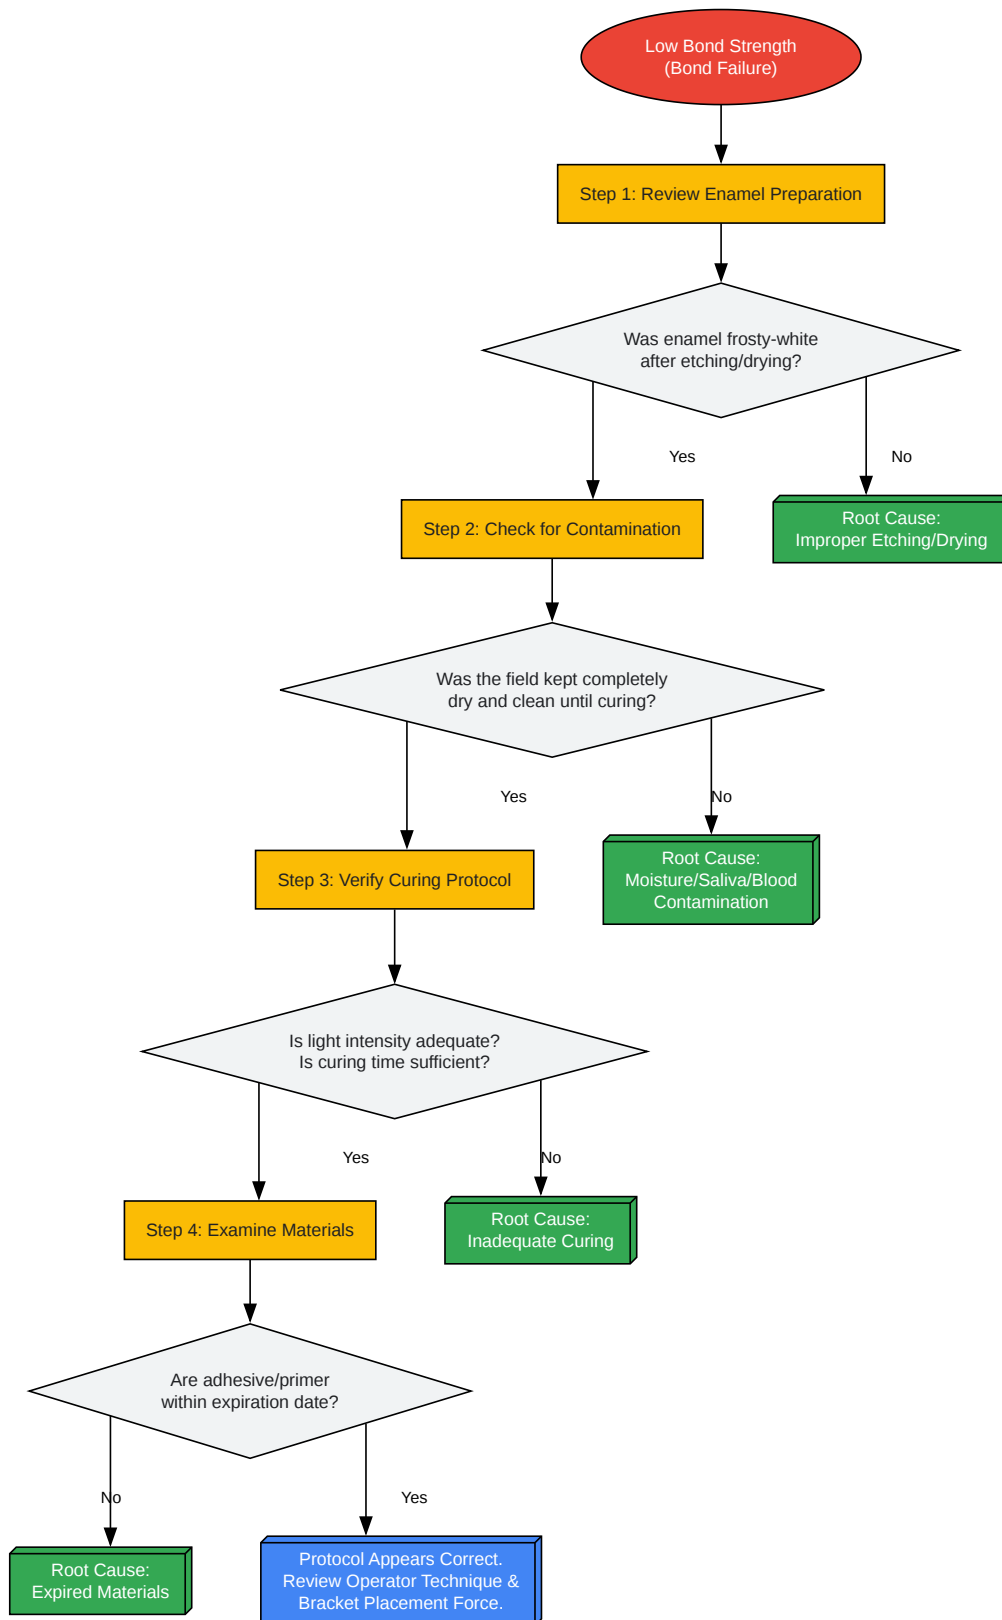 Low Bond Strength
(Bond Failure)
Step 1: Review Enamel Preparation
Was enamel frosty-white
after etching/drying?
Yes
No
Step 2: Check for Contamination
Root Cause:
Improper Etching/Drying
Was the field kept completely
dry and clean until curing?
Yes
No
Step 3: Verify Curing Protocol
Root Cause:
Moisture/Saliva/Blood
Contamination
Is light intensity adequate?
Is curing time sufficient?
Yes
No
Step 4: Examine Materials
Root Cause:
Inadequate Curing
Are adhesive/primer
within expiration date?
No
Yes
Root Cause:
Expired Materials
Protocol Appears Correct.
Review Operator Technique &
Bracket Placement Force.